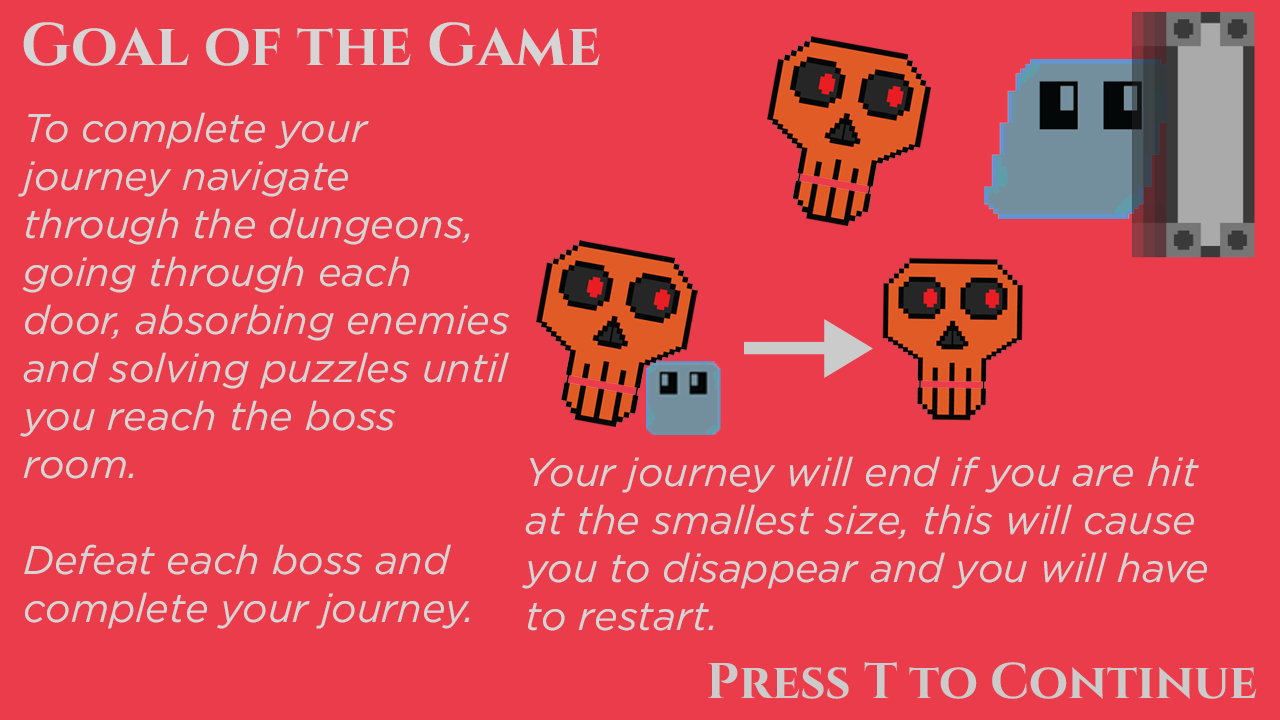 Goal of the Game
To complete your
journey navigate
through the dungeons,
going through each
door, absorbing enemies
and solving puzzles until
you reach the boss
room.
Defeat each boss and
complete your journey.
Your journey will end if you are hit
at the smallest size, this will cause
you to disappear and you will have
to restart.
Press T to Continue